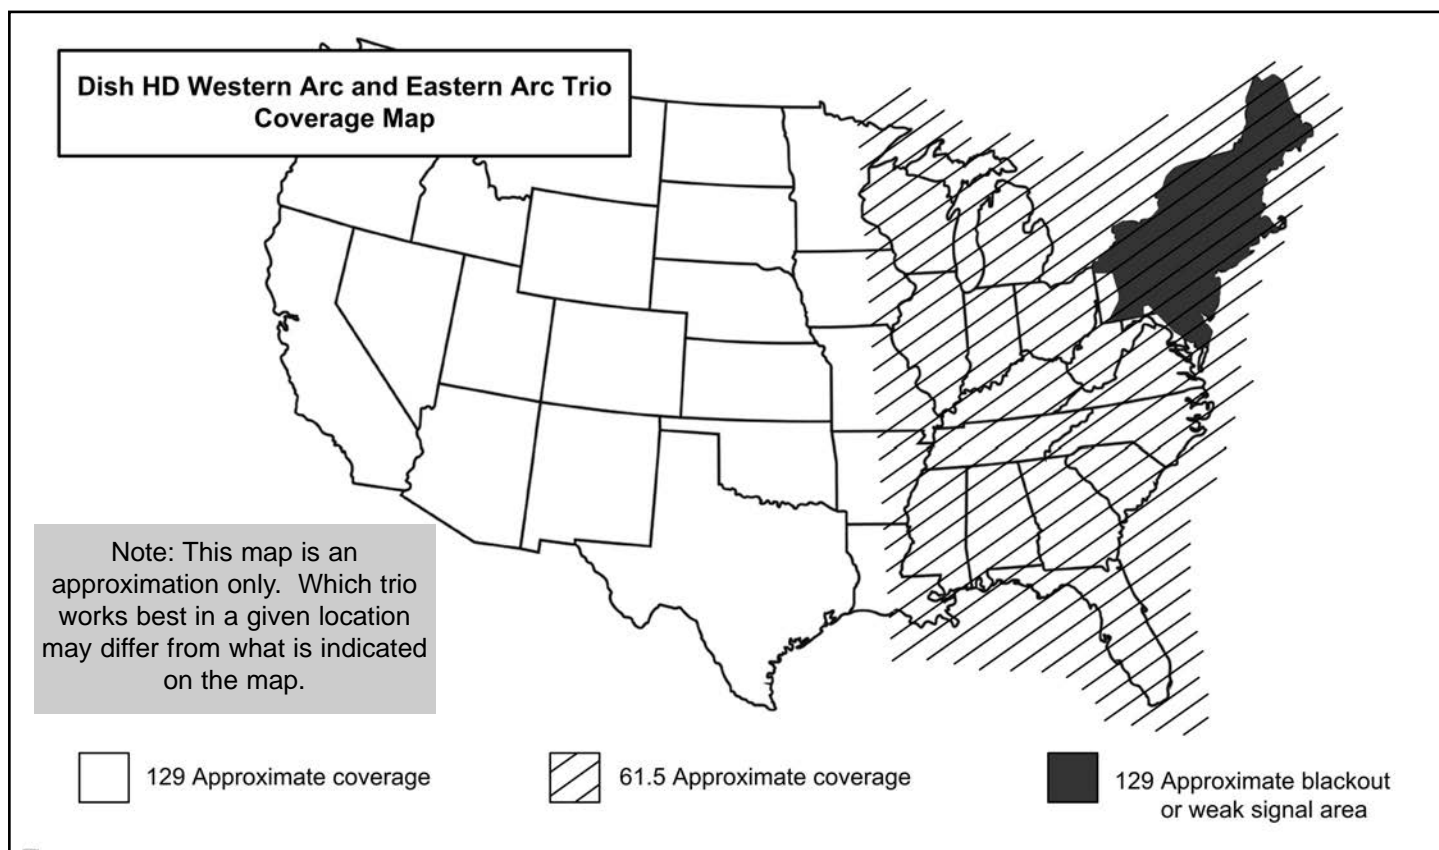 Dish HD Western Arc and Eastern Arc Trio
Coverage Map
Note: This map is an
approximation only. Which trio
works best in a given location
may differ from what is indicated
on the map.
129 Approximate coverage
61.5 Approximate coverage
129 Approximate blackout
or weak signal area